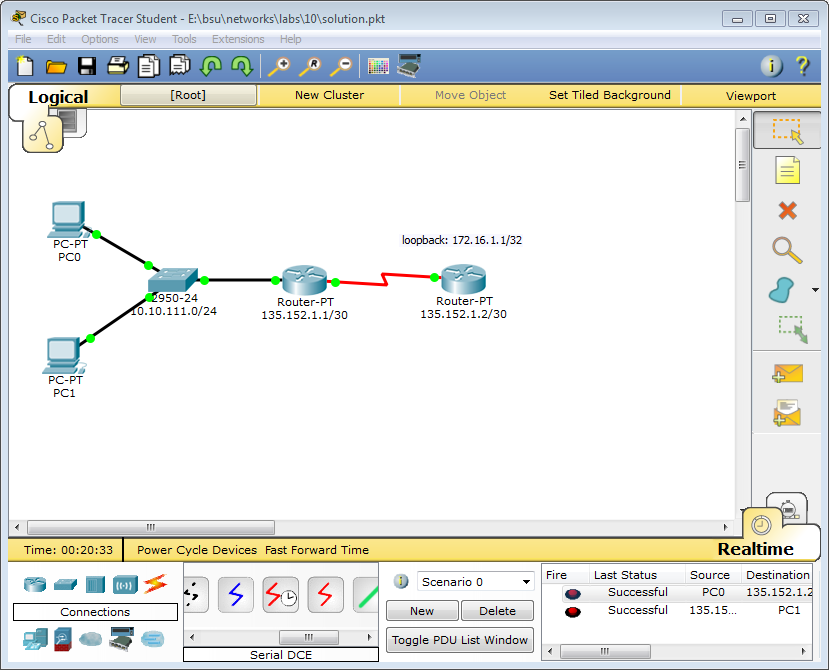 Cisco Packet Tracer Student - E:\bsu\networks\labs\10\solution.pkt
File Edit Options View Tools Extensions Help
Logical [Root] New Cluster Move Object Set Tiled Background Viewport
loopback: 172.16.1.1/32
PC-PT
PC0
2950-24
10.10.111.0/24
Router-PT
135.152.1.1/30
Router-PT
135.152.1.2/30
PC-PT
PC1
Time: 00:20:33 Power Cycle Devices Fast Forward Time
Realtime
Connections
Serial DCE
Scenario 0
New Delete
Toggle PDU List Window
Fire Last Status Source Destination
Successful PC0 135.152.1.2
Successful 135.15... PC1